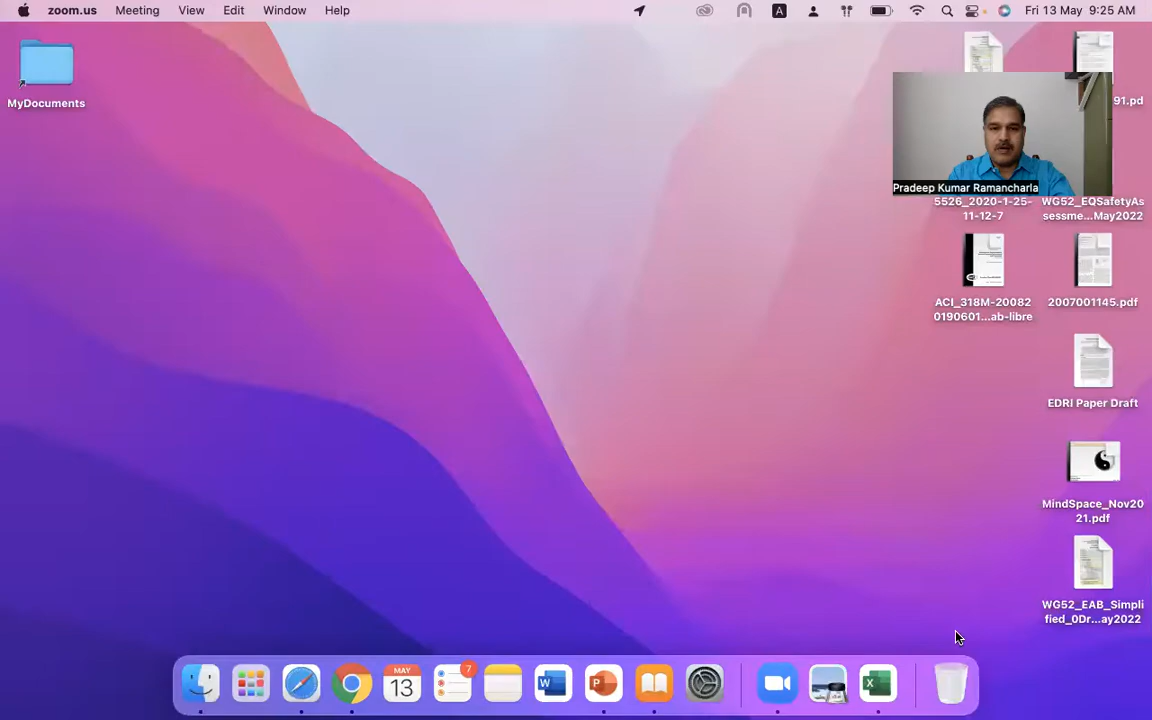 zoom.us Meeting View Edit Window Help A Fri 13 May 9:25 AM
MyDocuments
91.pd
Pradeep Kumar Ramancharla
5526_2020-1-25-
11-12-7
WG52_EQSafetyAs
sessme...May2022
ACI_318M-20082
0190601...ab-libre
2007001145.pdf
EDRI Paper Draft
MindSpace_Nov20
21.pdf
WG52_EAB_Simpli
fied_0Dr...ay2022
MAY
13
7